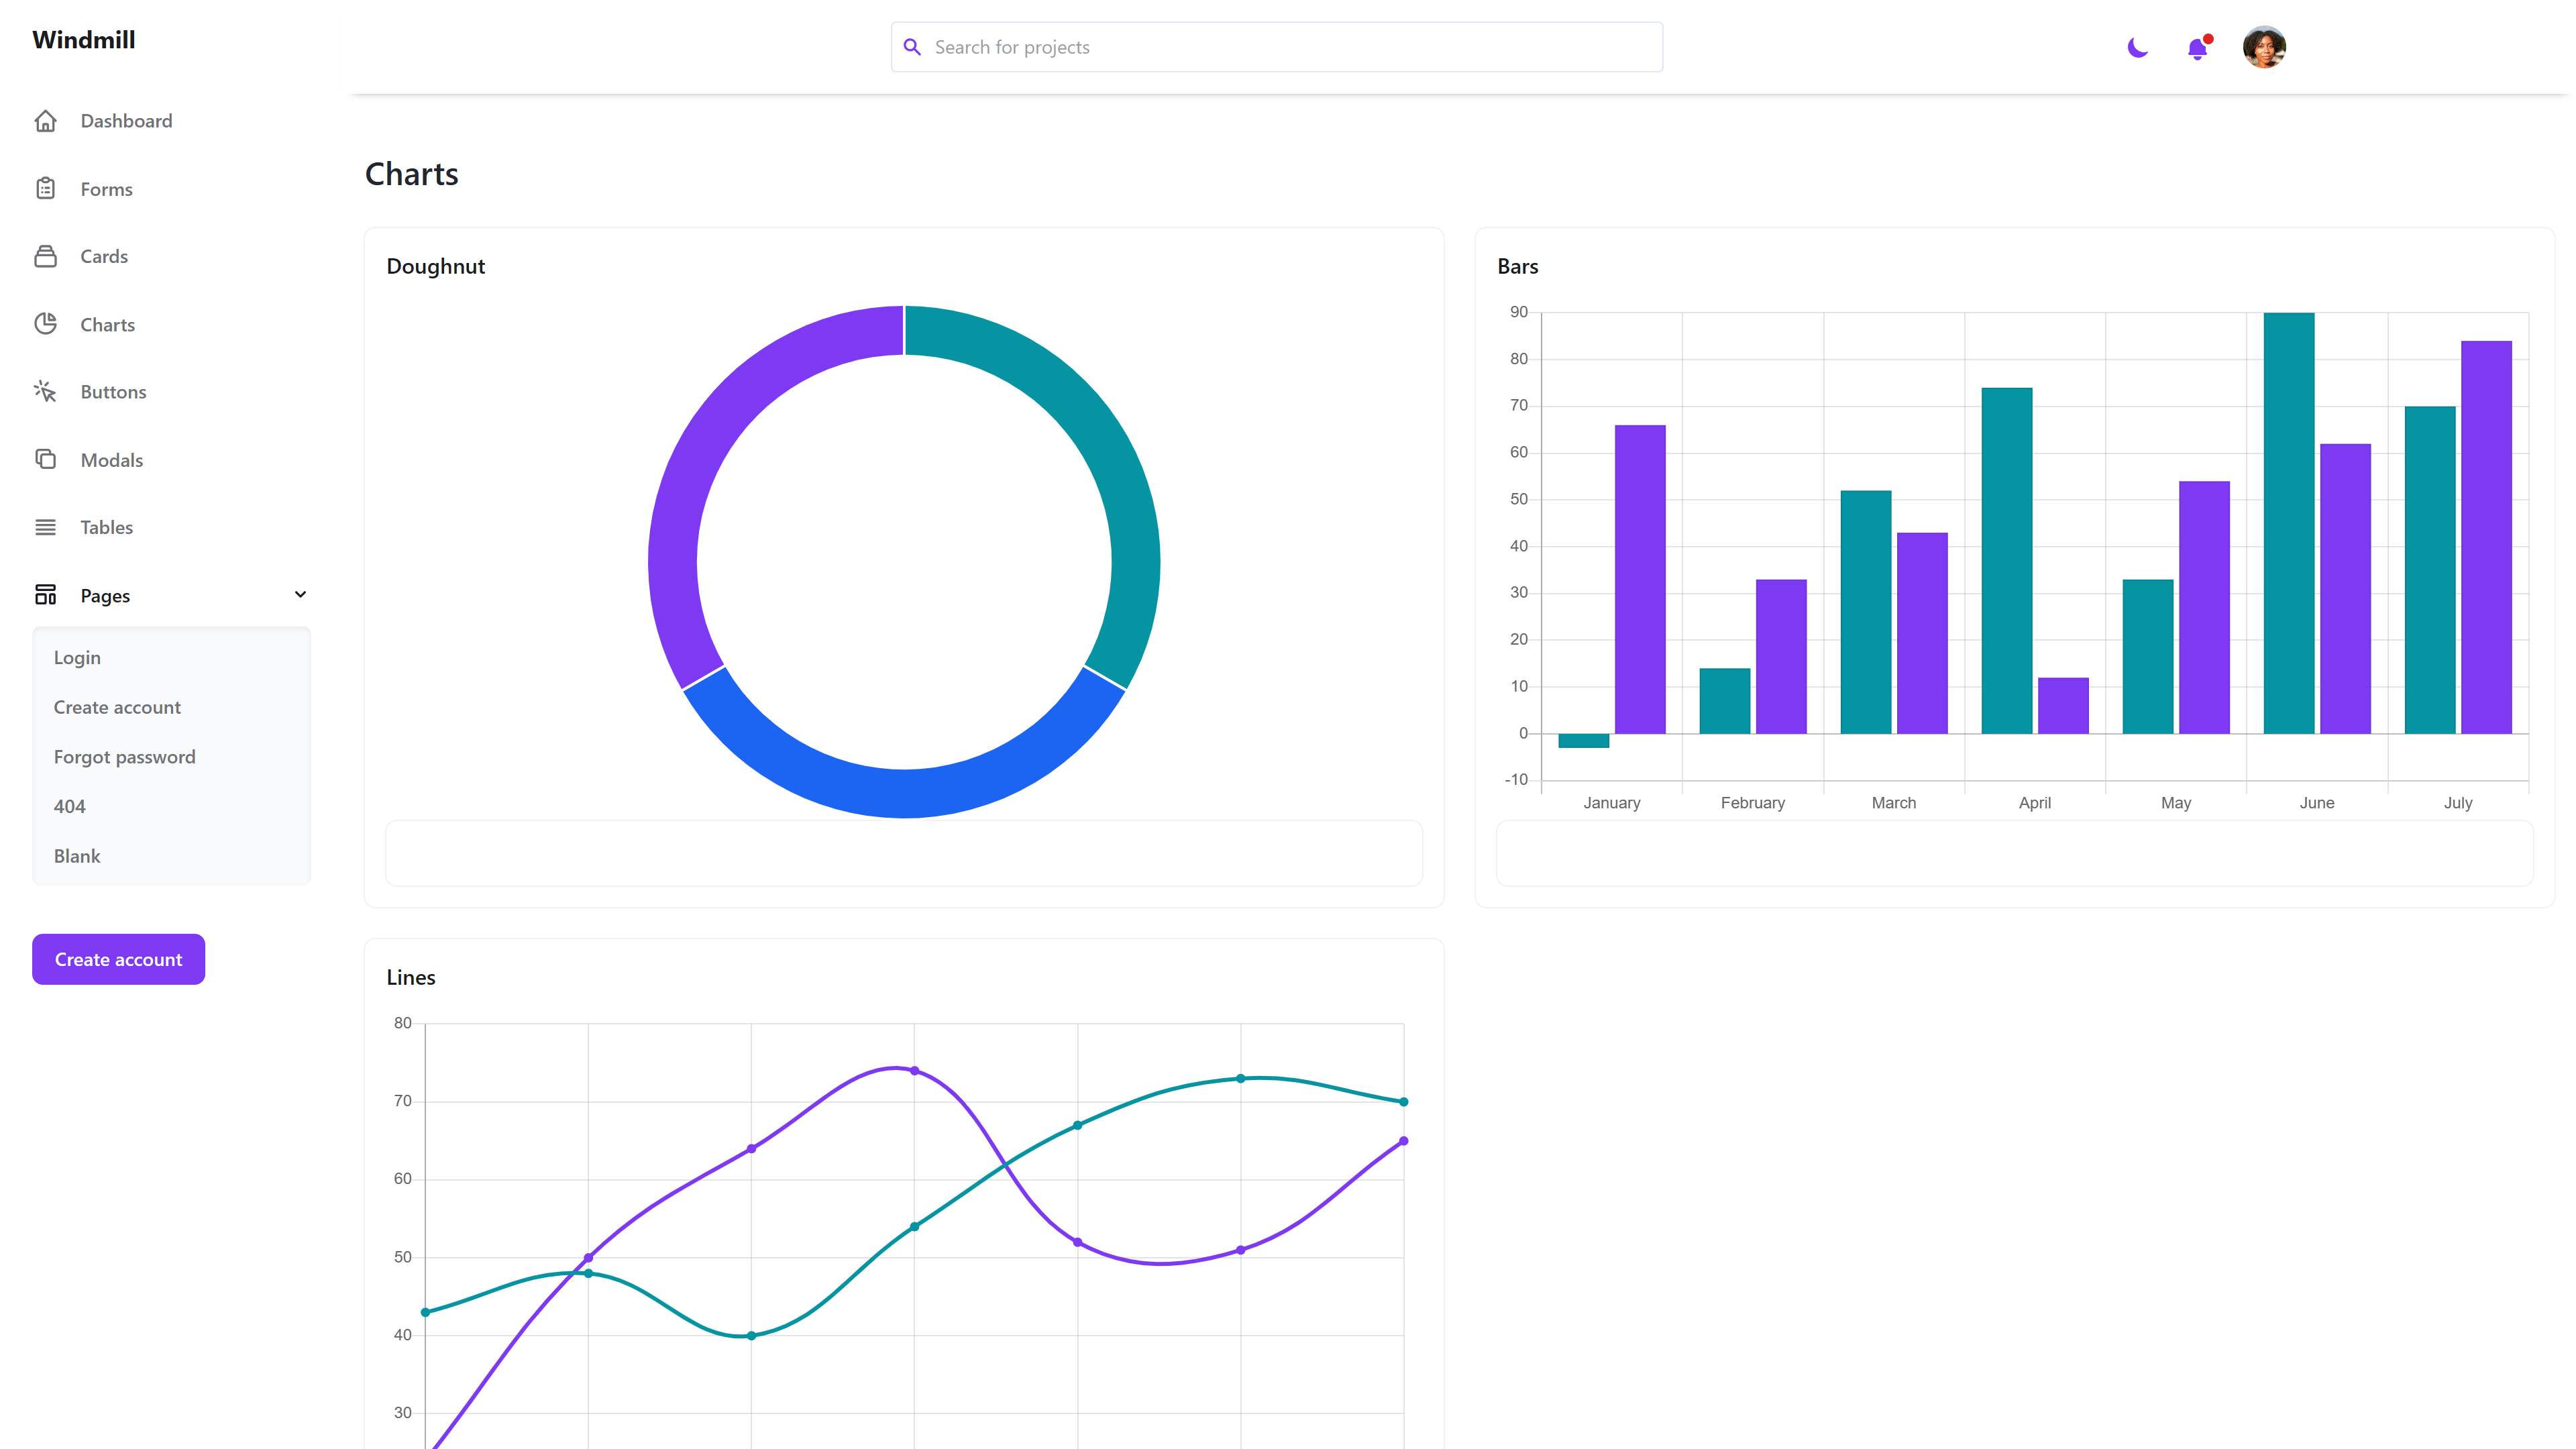 Windmill
Search for projects
Dashboard
Forms
Cards
Charts
Buttons
Modals
Tables
Pages
Login
Create account
Forgot password
404
Blank
Create account
Charts
Doughnut
Bars
90
80
70
60
50
40
30
20
10
0
-10
January February March April May June July
Lines
80
70
60
50
40
30